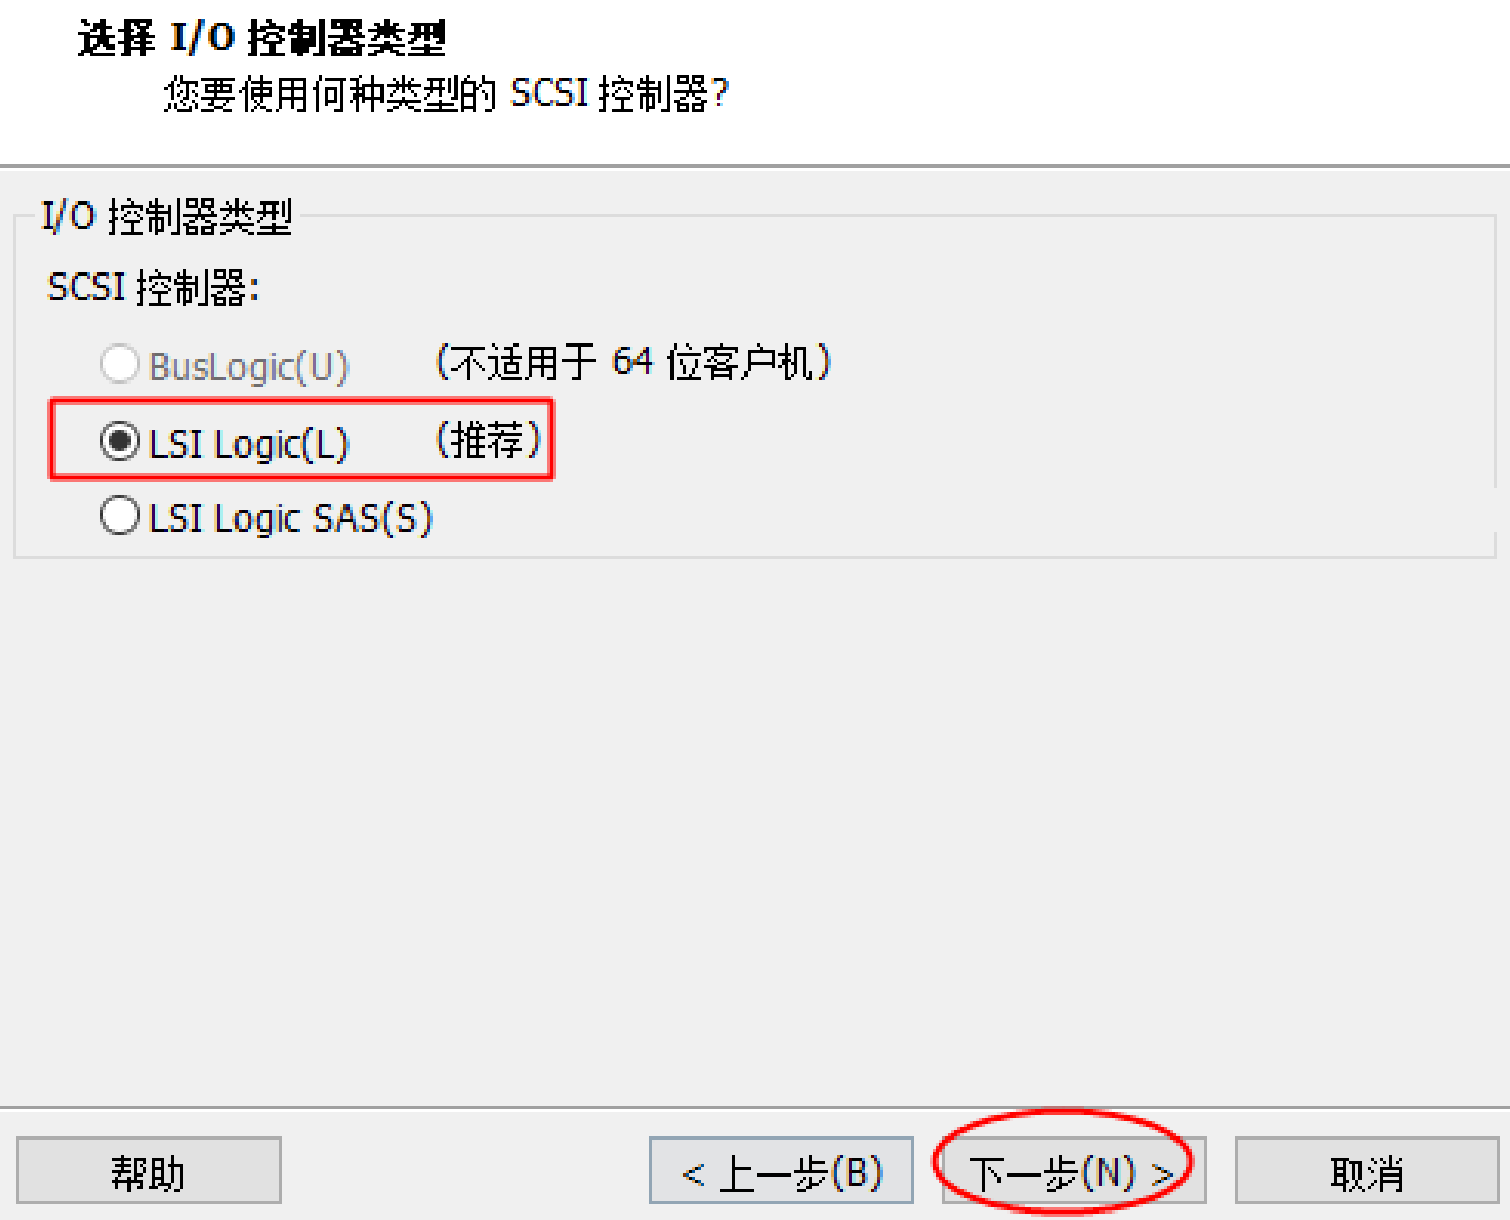 选择 I/O 控制器类型
您要使用何种类型的 SCSI 控制器?
I/O 控制器类型
SCSI 控制器:
BusLogic(U) (不适用于 64 位客户机)
LSI Logic(L) (推荐)
LSI Logic SAS(S)
帮助 < 上一步(B) 下一步(N) > 取消